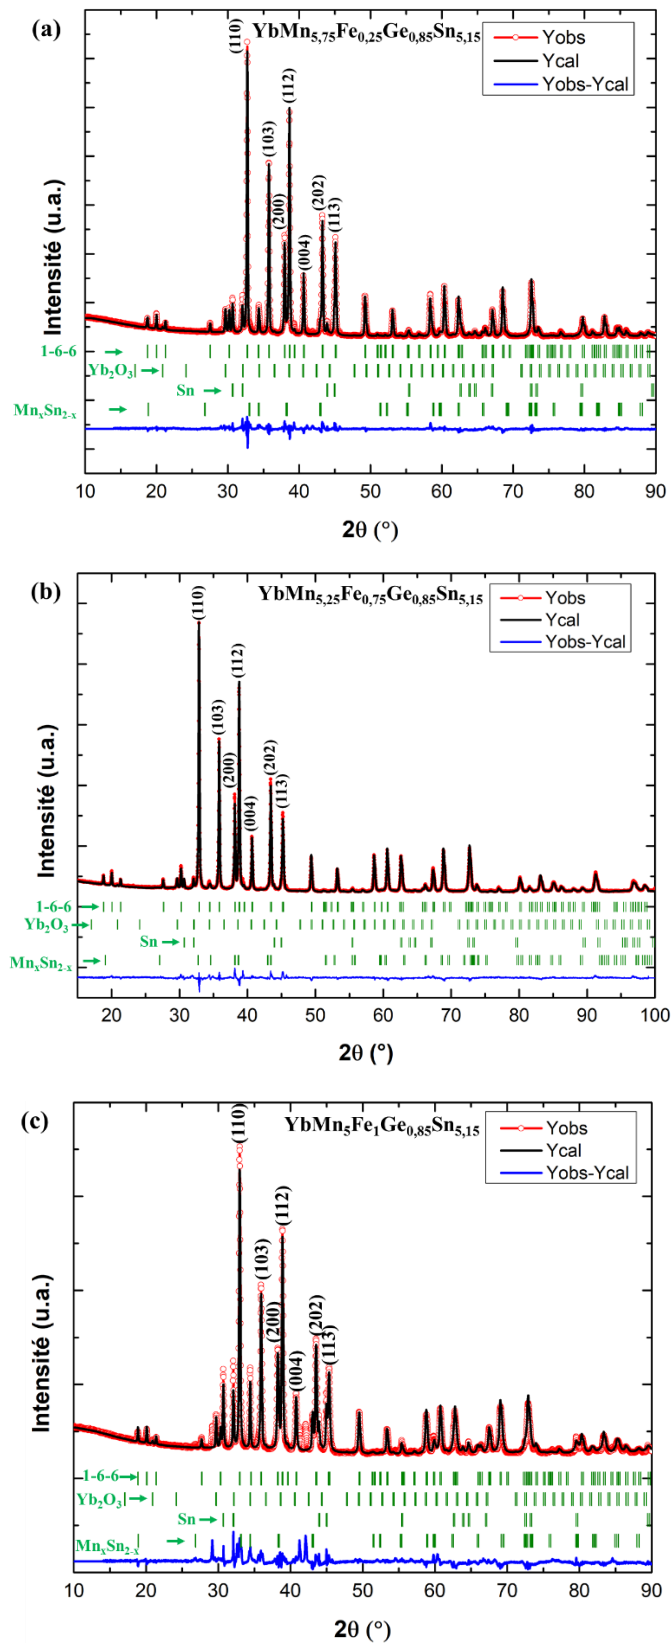 (a)
YbMn5,75Fe0,25Ge0,85Sn5,15
Yobs
Ycal
Yobs-Ycal
(110)
(103)
(200)
(112)
(004)
(202)
(113)
Intensité (u.a.)
1-6-6
Yb2O3
Sn
MnxSn2-x
10 20 30 40 50 60 70 80 90
2θ (°)
(b)
YbMn5,25Fe0,75Ge0,85Sn5,15
Yobs
Ycal
Yobs-Ycal
(110)
(103)
(200)
(112)
(004)
(202)
(113)
Intensité (u.a.)
1-6-6
Yb2O3
Sn
MnxSn2-x
20 30 40 50 60 70 80 90 100
2θ (°)
(c)
YbMn5Fe1Ge0,85Sn5,15
Yobs
Ycal
Yobs-Ycal
(110)
(103)
(200)
(112)
(004)
(202)
(113)
Intensité (u.a.)
1-6-6
Yb2O3
Sn
MnxSn2-x
10 20 30 40 50 60 70 80 90
2θ (°)